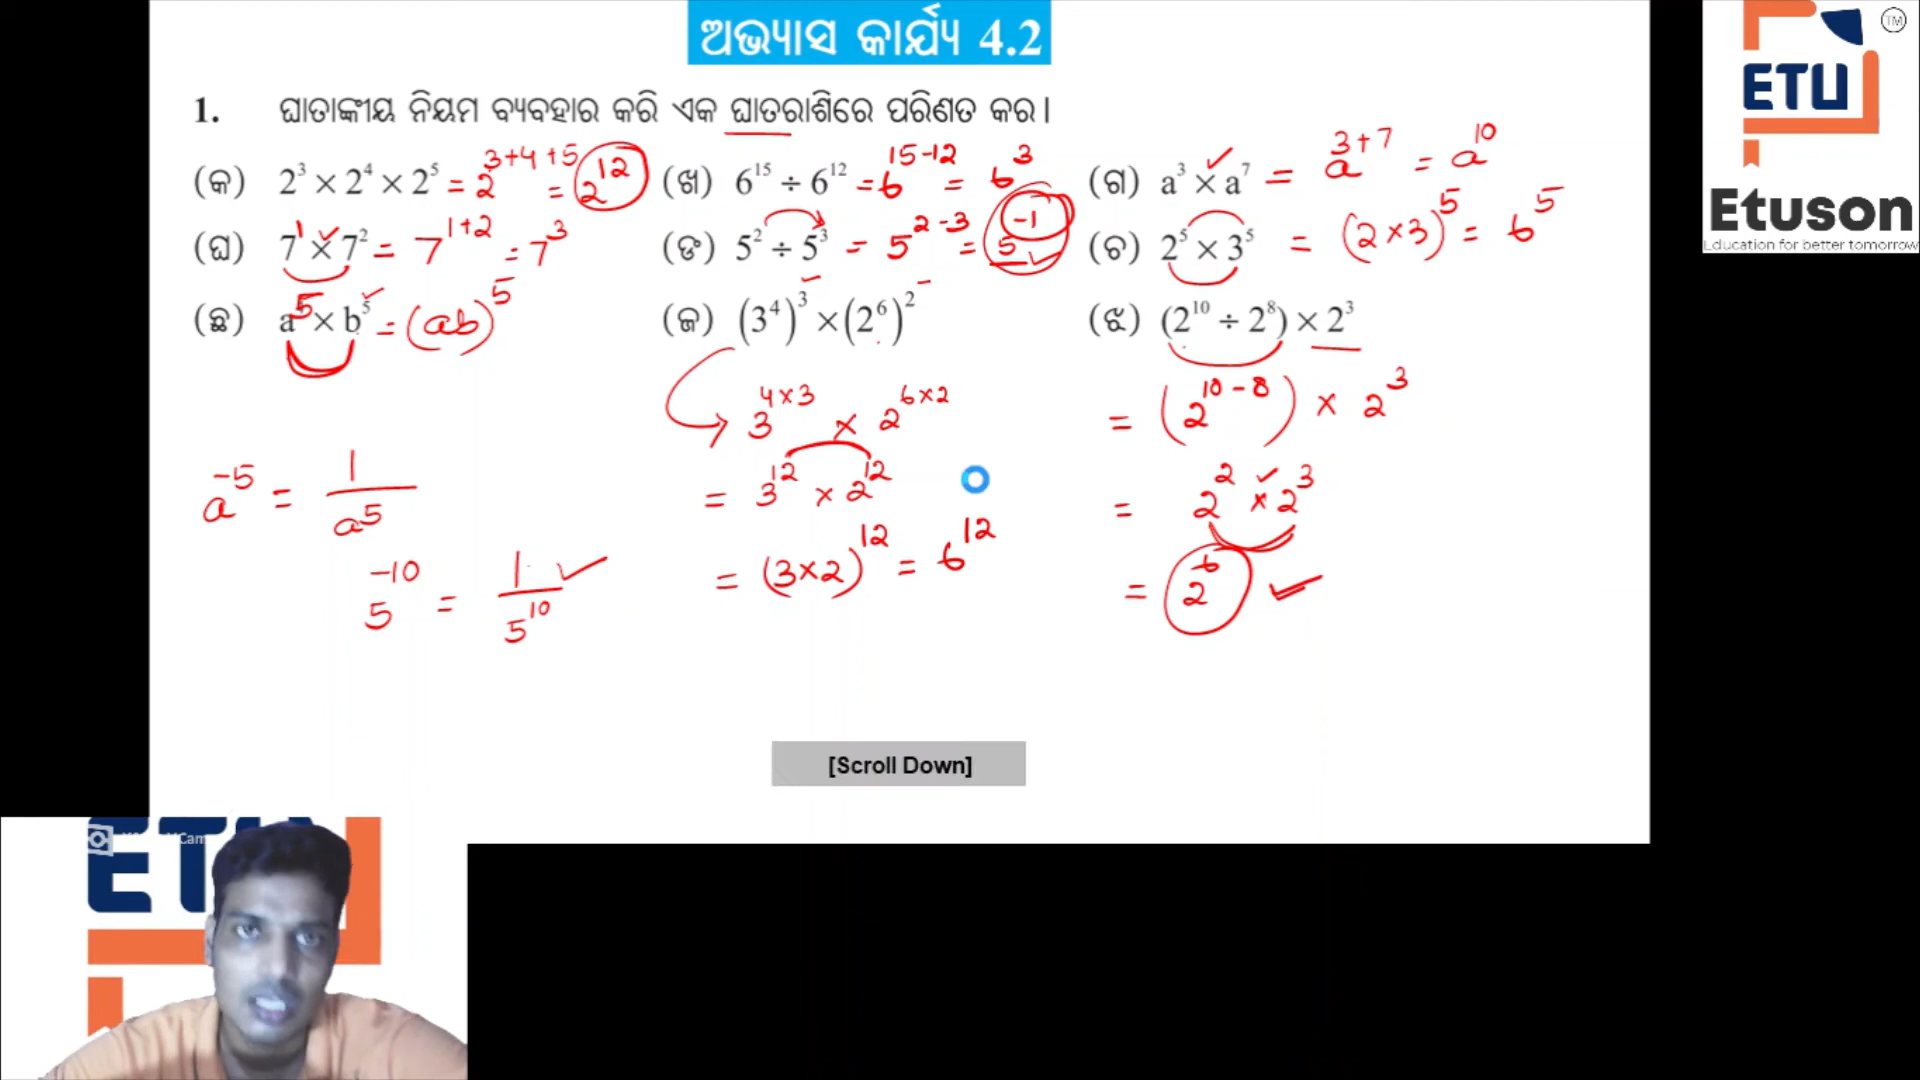 ଅଭ୍ୟାସ କାର୍ଯ୍ୟ 4.2
TM
ETU
Etuson
Education for better tomorrow
1. ଘାତାଙ୍କୀୟ ନିୟମ ବ୍ୟବହାର କରି ଏକ ଘାତରାଶିରେ ପରିଣତ କର।
(କ) 2³ × 2⁴ × 2⁵ = 2³⁺⁴⁺⁵ = 2¹² (ଖ) 6¹⁵ ÷ 6¹² = 6¹⁵⁻¹² = 6³ (ଗ) a³ × a⁷ = a³⁺⁷ = a¹⁰
(ଘ) 7¹ × 7² = 7¹⁺² = 7³ (ଙ) 5² ÷ 5³ = 5²⁻³ = 5⁻¹ (ଚ) 2⁵ × 3⁵ = (2×3)⁵ = 6⁵
(ଛ) a⁵ × b⁵ = (ab)⁵ (ଜ) (3⁴)³ × (2⁶)² (ଝ) (2¹⁰ ÷ 2⁸) × 2³
3⁴ˣ³ × 2⁶ˣ² = (2¹⁰⁻⁸) × 2³
a⁻⁵ = 1/a⁵ = 3¹² × 2¹² = 2² × 2³
5⁻¹⁰ = 1/5¹⁰ = (3×2)¹² = 6¹² = 2⁶
[Scroll Down]
ETU